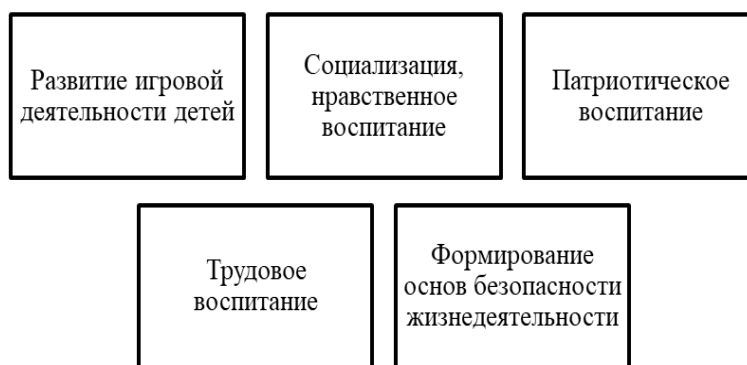 Развитие игровой
деятельности детей
Социализация,
нравственное
воспитание
Патриотическое
воспитание
Трудовое
воспитание
Формирование
основ безопасности
жизнедеятельности